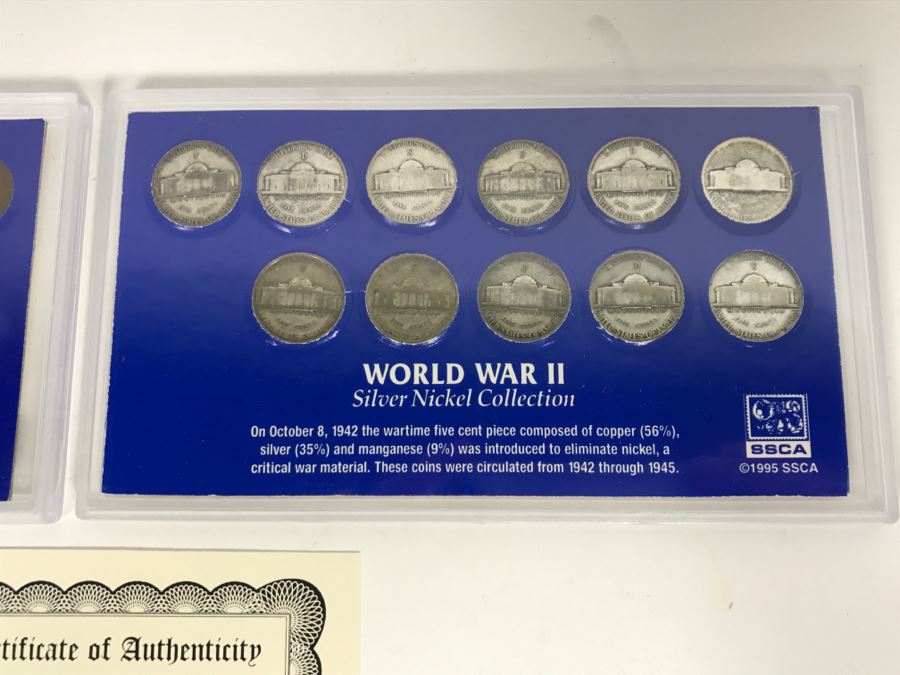 WORLD WAR II
Silver Nickel Collection
On October 8, 1942 the wartime five cent piece composed of copper (56%),
silver (35%) and manganese (9%) was introduced to eliminate nickel, a
critical war material. These coins were circulated from 1942 through 1945.
SSCA
©1995 SSCA
rtificate of Authenticity